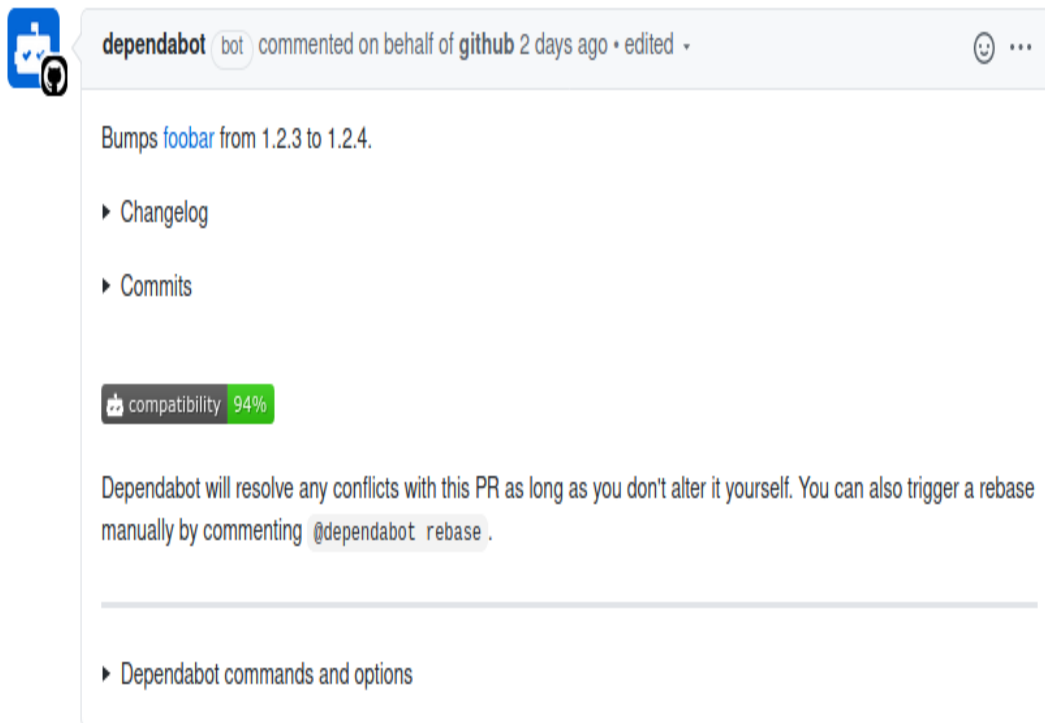 dependabot bot commented on behalf of github 2 days ago • edited
Bumps foobar from 1.2.3 to 1.2.4.
Changelog
Commits
compatibility 94%
Dependabot will resolve any conflicts with this PR as long as you don't alter it yourself. You can also trigger a rebase
manually by commenting @dependabot rebase.
Dependabot commands and options